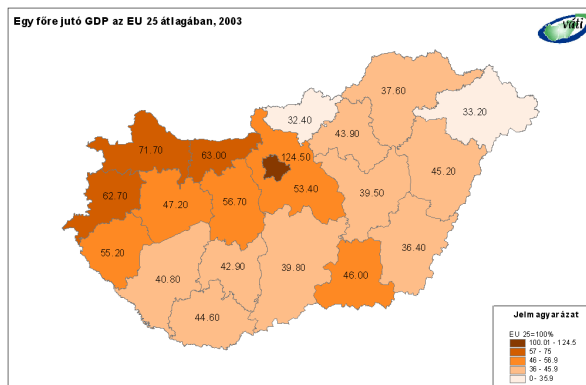 Egy főre jutó GDP az EU 25 átlagában, 2003
váti
37.60
32.40
33.20
43.90
71.70
63.00
124.50
45.20
53.40
62.70
39.50
47.20
56.70
36.40
55.20
46.00
42.90
39.80
40.80
44.60
Jelmagyarázat
EU 25=100%
100.01 - 124.5
57 - 75
46 - 56.9
36 - 45.9
0 - 35.9